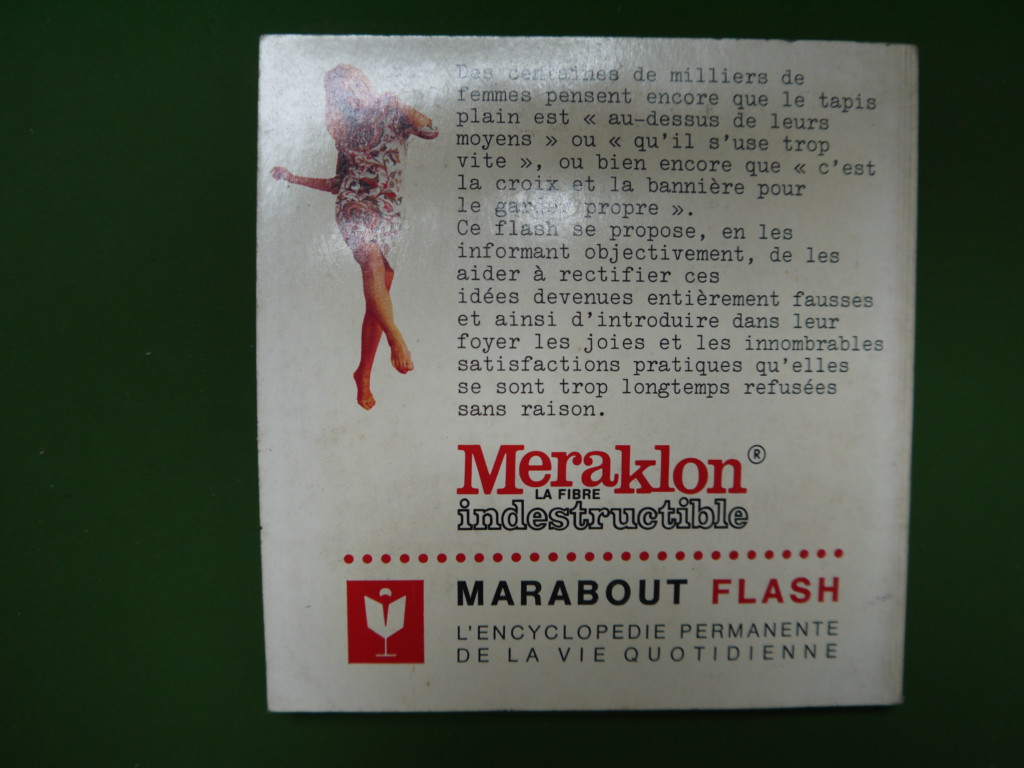 Des centaines de milliers de
femmes pensent encore que le tapis
plain est « au-dessus de leurs
moyens » ou « qu'il s'use trop
vite », ou bien encore que « c'est
la croix et la bannière pour
le garder propre ».
Ce flash se propose, en les
informant objectivement, de les
aider à rectifier ces
idées devenues entièrement fausses
et ainsi d'introduire dans leur
foyer les joies et les innombrables
satisfactions pratiques qu'elles
se sont trop longtemps refusées
sans raison.
Meraklon®
LA FIBRE
indestructible
MARABOUT FLASH
L'ENCYCLOPEDIE PERMANENTE
DE LA VIE QUOTIDIENNE